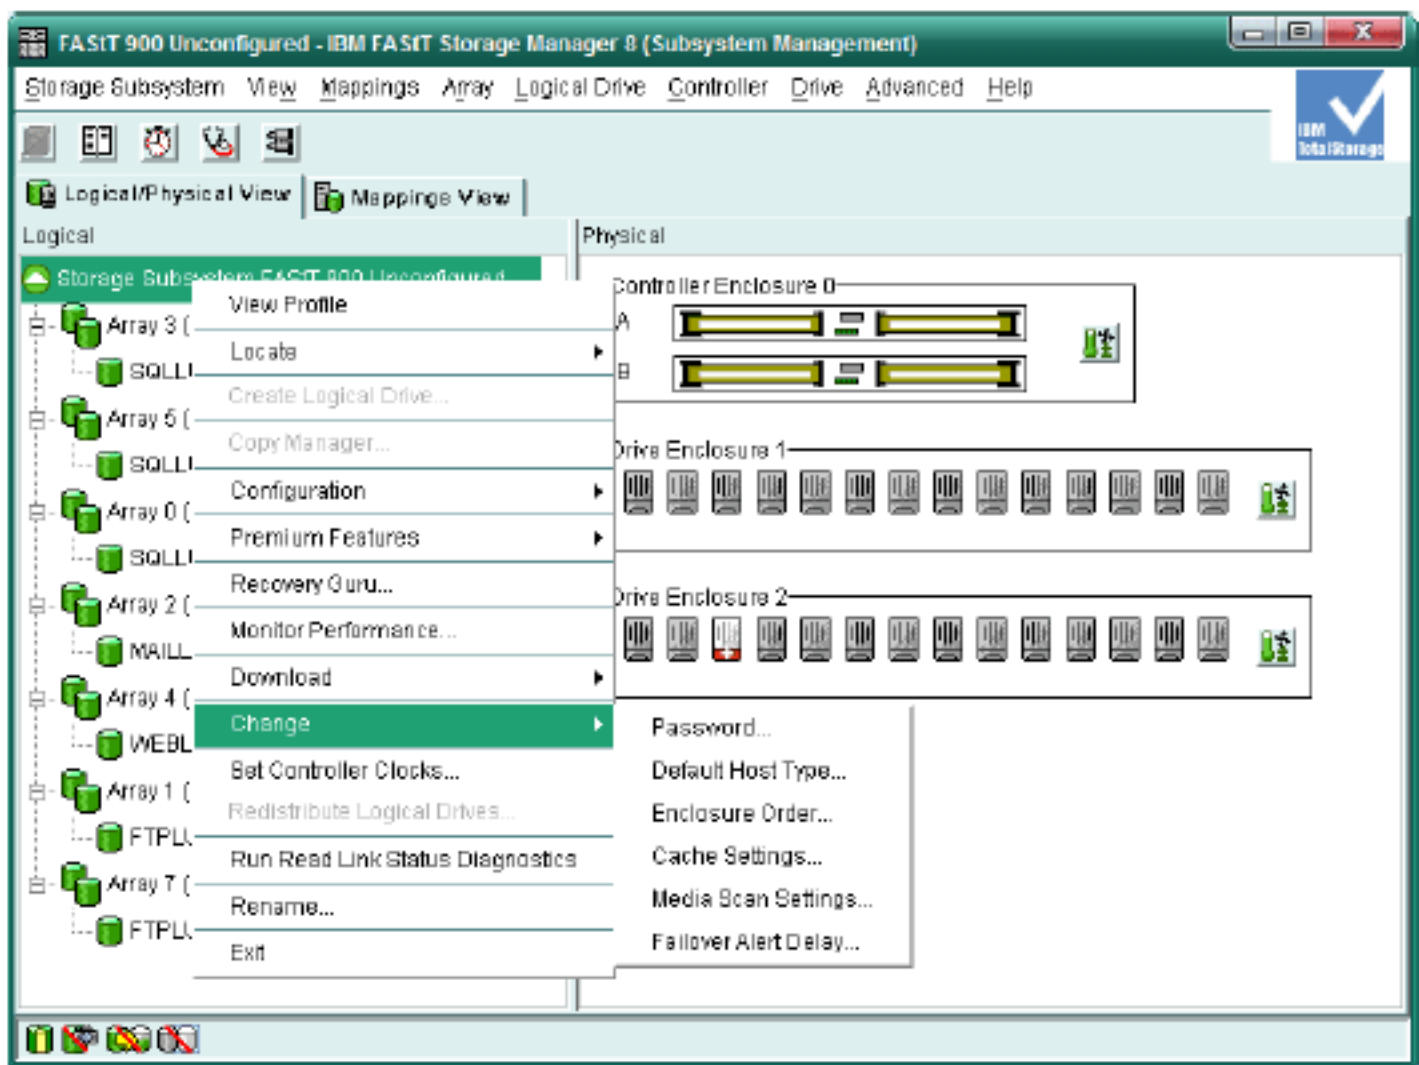 FAStT 900 Unconfigured - IBM FAStT Storage Manager 8 (Subsystem Management)
Storage Subsystem View Mappings Array Logical Drive Controller Drive Advanced Help
IBM
TotalStorage
Logical/Physical View Mappings View
Logical
Physical
Storage Subsystem FAStT 900 Unconfigured
Array 3 (
SQLL
Array 5 (
SQLL
Array 0 (
SQLL
Array 2 (
MAILL
Array 4 (
WEBL
Array 1 (
FTPL
Array 7 (
FTPL
View Profile
Locate
Create Logical Drive...
Copy Manager...
Configuration
Premium Features
Recovery Guru...
Monitor Performance...
Download
Change
Set Controller Clocks...
Redistribute Logical Drives...
Run Read Link Status Diagnostics
Rename...
Exit
Password...
Default Host Type...
Enclosure Order...
Cache Settings...
Media Scan Settings...
Failover Alert Delay...
Controller Enclosure 0
A
B
Drive Enclosure 1
Drive Enclosure 2